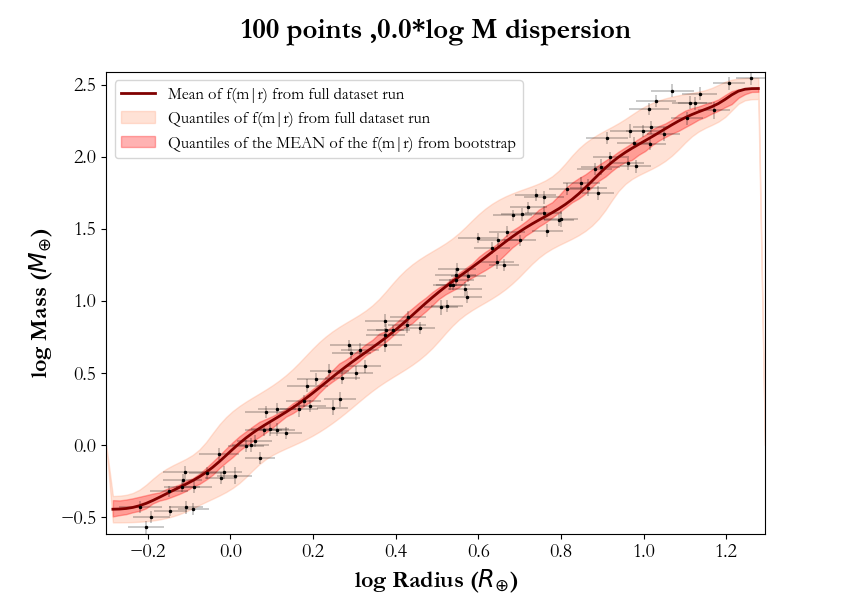 100 points ,0.0*log M dispersion
Mean of f(m|r) from full dataset run
Quantiles of f(m|r) from full dataset run
Quantiles of the MEAN of the f(m|r) from bootstrap
log Mass (M⊕)
2.5
2.0
1.5
1.0
0.5
0.0
−0.5
−0.2 0.0 0.2 0.4 0.6 0.8 1.0 1.2
log Radius (R⊕)